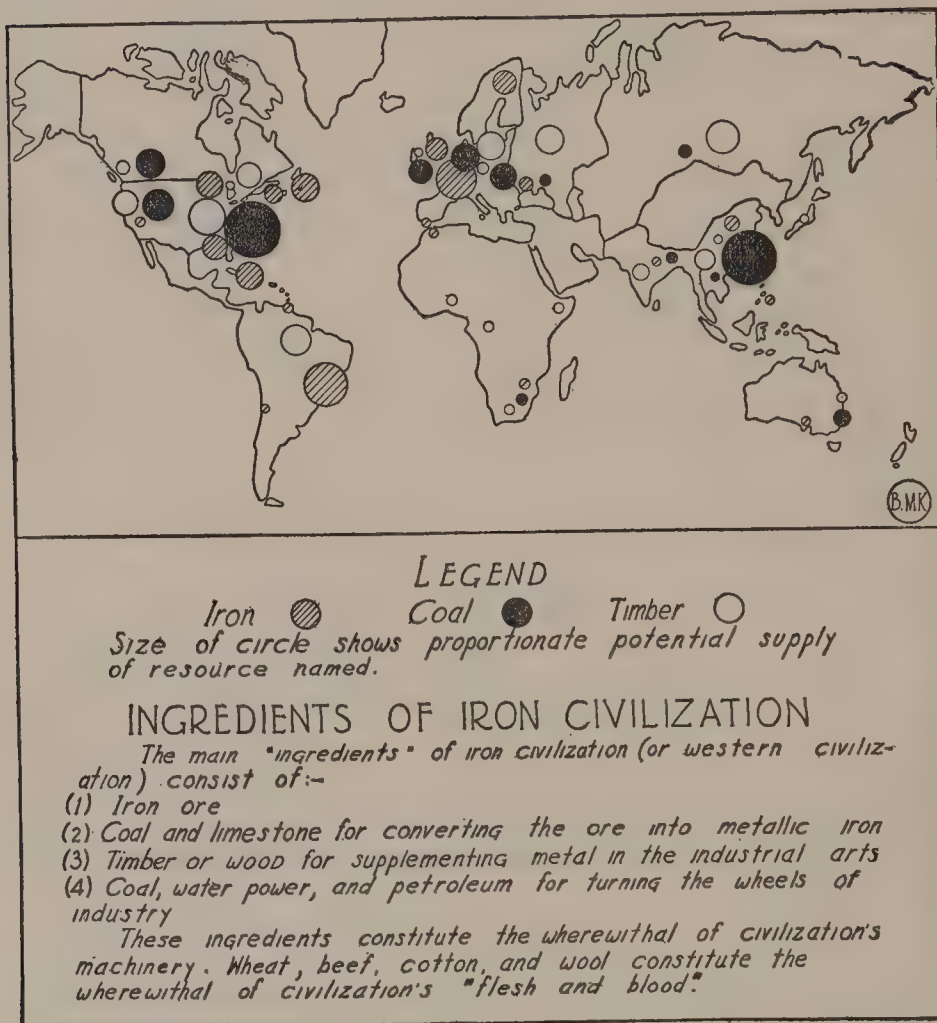 B.M.K
LEGEND
Iron Coal Timber
Size of circle shows proportionate potential supply
of resource named.
INGREDIENTS OF IRON CIVILIZATION
The main "ingredients" of iron civilization (or western civiliz-
ation) consist of:-
(1) Iron ore
(2) Coal and limestone for converting the ore into metallic iron
(3) Timber or wood for supplementing metal in the industrial arts
(4) Coal, water power, and petroleum for turning the wheels of
industry
These ingredients constitute the wherewithal of civilization's
machinery. Wheat, beef, cotton, and wool constitute the
wherewithal of civilization's "flesh and blood."